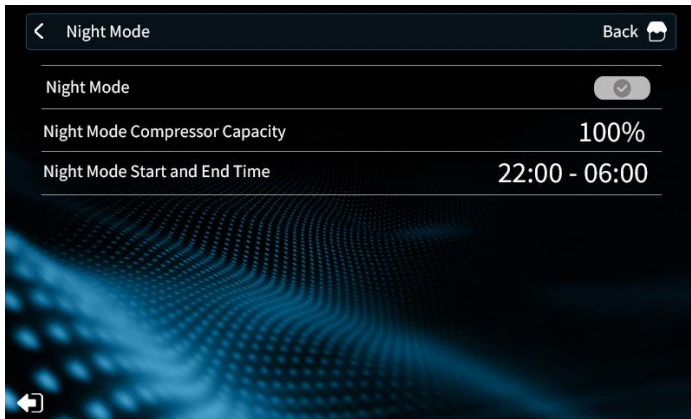 Night Mode Back
Night Mode
Night Mode Compressor Capacity 100%
Night Mode Start and End Time 22:00 - 06:00